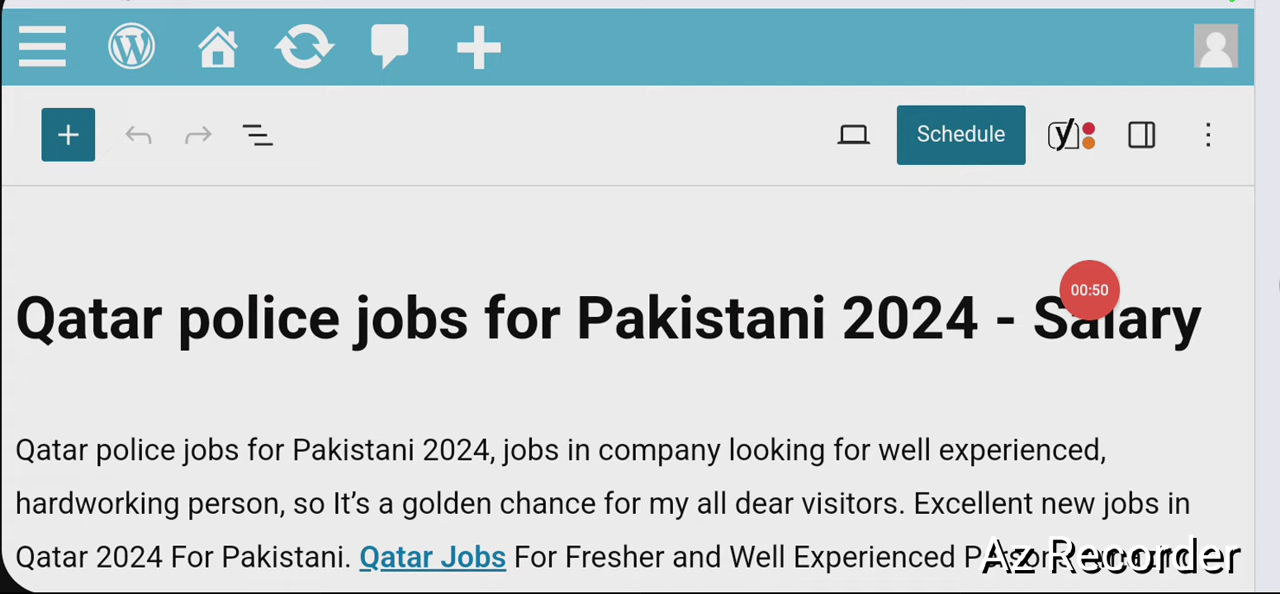 Schedule
00:50
Qatar police jobs for Pakistani 2024 - Salary
Qatar police jobs for Pakistani 2024, jobs in company looking for well experienced,
hardworking person, so It's a golden chance for my all dear visitors. Excellent new jobs in
Qatar 2024 For Pakistani. Qatar Jobs For Fresher and Well Experienced
Az Recorder